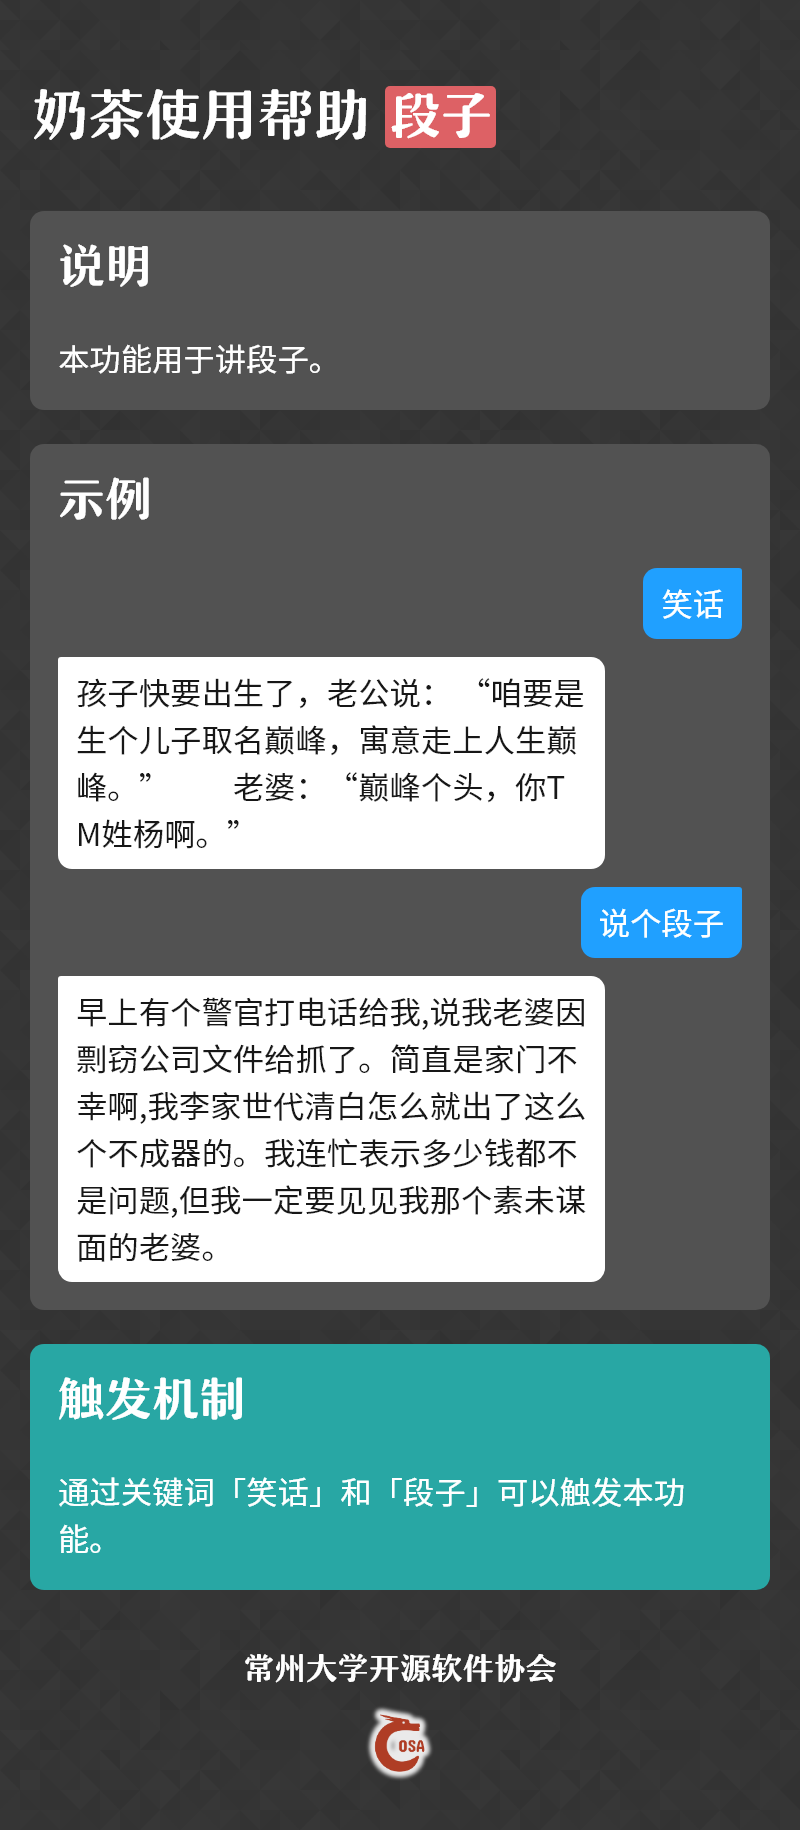 奶茶使用帮助 段子
说明
本功能用于讲段子。
示例
笑话
孩子快要出生了，老公说：“咱要是
生个儿子取名巅峰，寓意走上人生巅
峰。”　　老婆：“巅峰个头，你T
M姓杨啊。”
说个段子
早上有个警官打电话给我,说我老婆因
剽窃公司文件给抓了。简直是家门不
幸啊,我李家世代清白怎么就出了这么
个不成器的。我连忙表示多少钱都不
是问题,但我一定要见见我那个素未谋
面的老婆。
触发机制
通过关键词「笑话」和「段子」可以触发本功
能。
常州大学开源软件协会
COSA